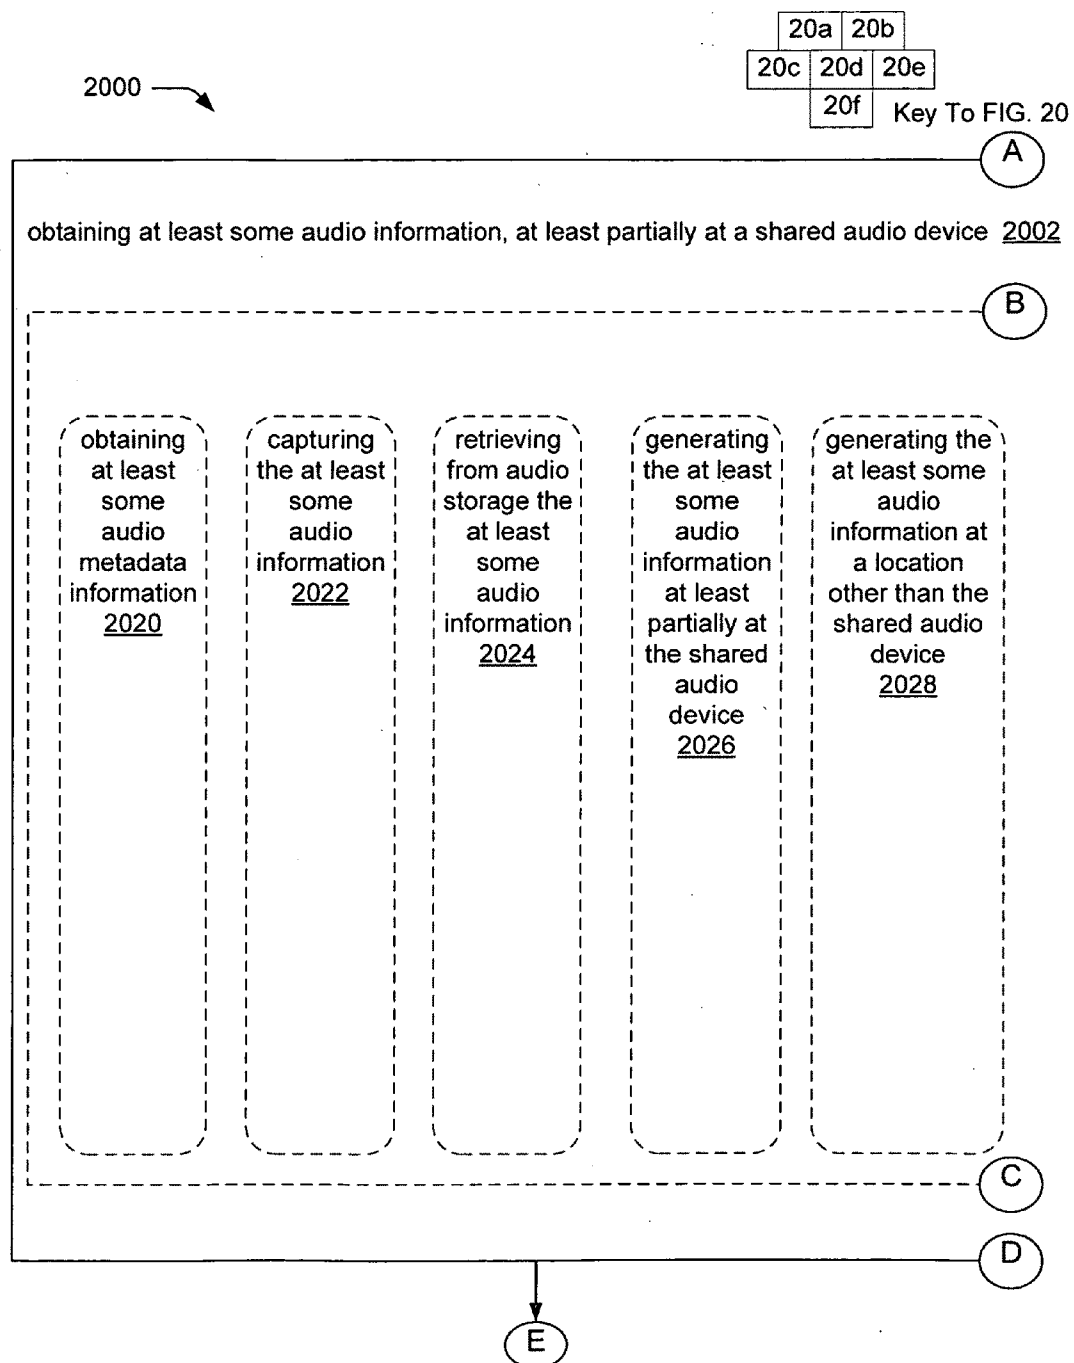 20a 20b
20c 20d 20e
20f
Key To FIG. 20
2000
A
obtaining at least some audio information, at least partially at a shared audio device 2002
B
obtaining
at least
some
audio
metadata
information
2020
capturing
the at least
some
audio
information
2022
retrieving
from audio
storage the
at least
some
audio
information
2024
generating
the at least
some
audio
information
at least
partially at
the shared
audio
device
2026
generating the
at least some
audio
information at
a location
other than the
shared audio
device
2028
C
D
E